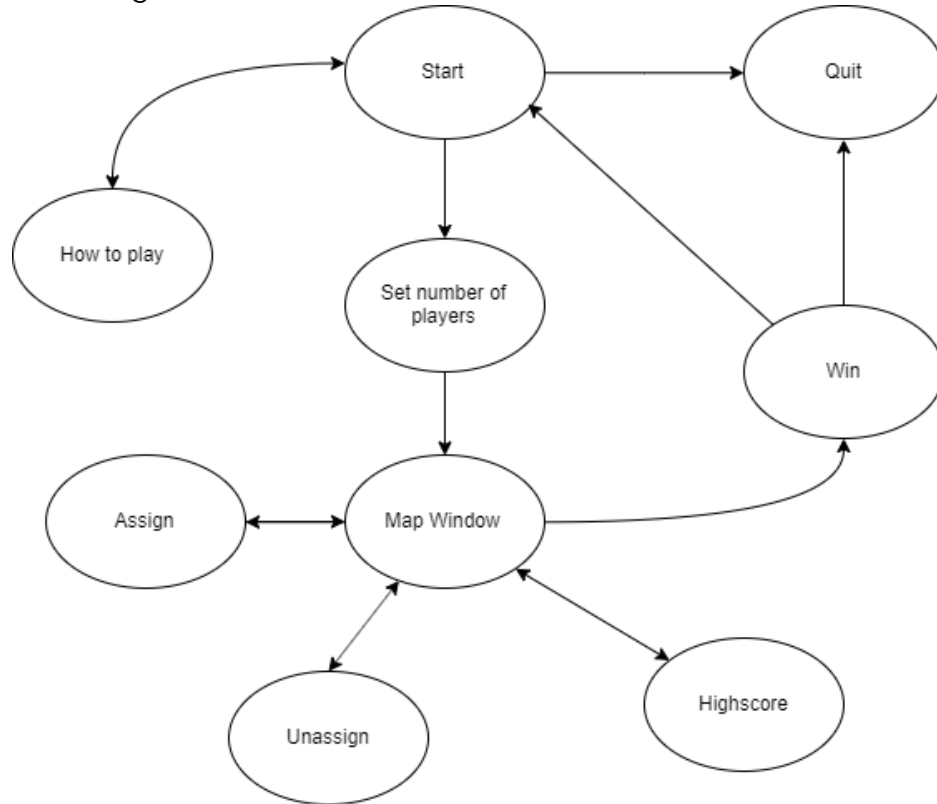 Start
Quit
How to play
Set number of
players
Win
Assign
Map Window
Highscore
Unassign